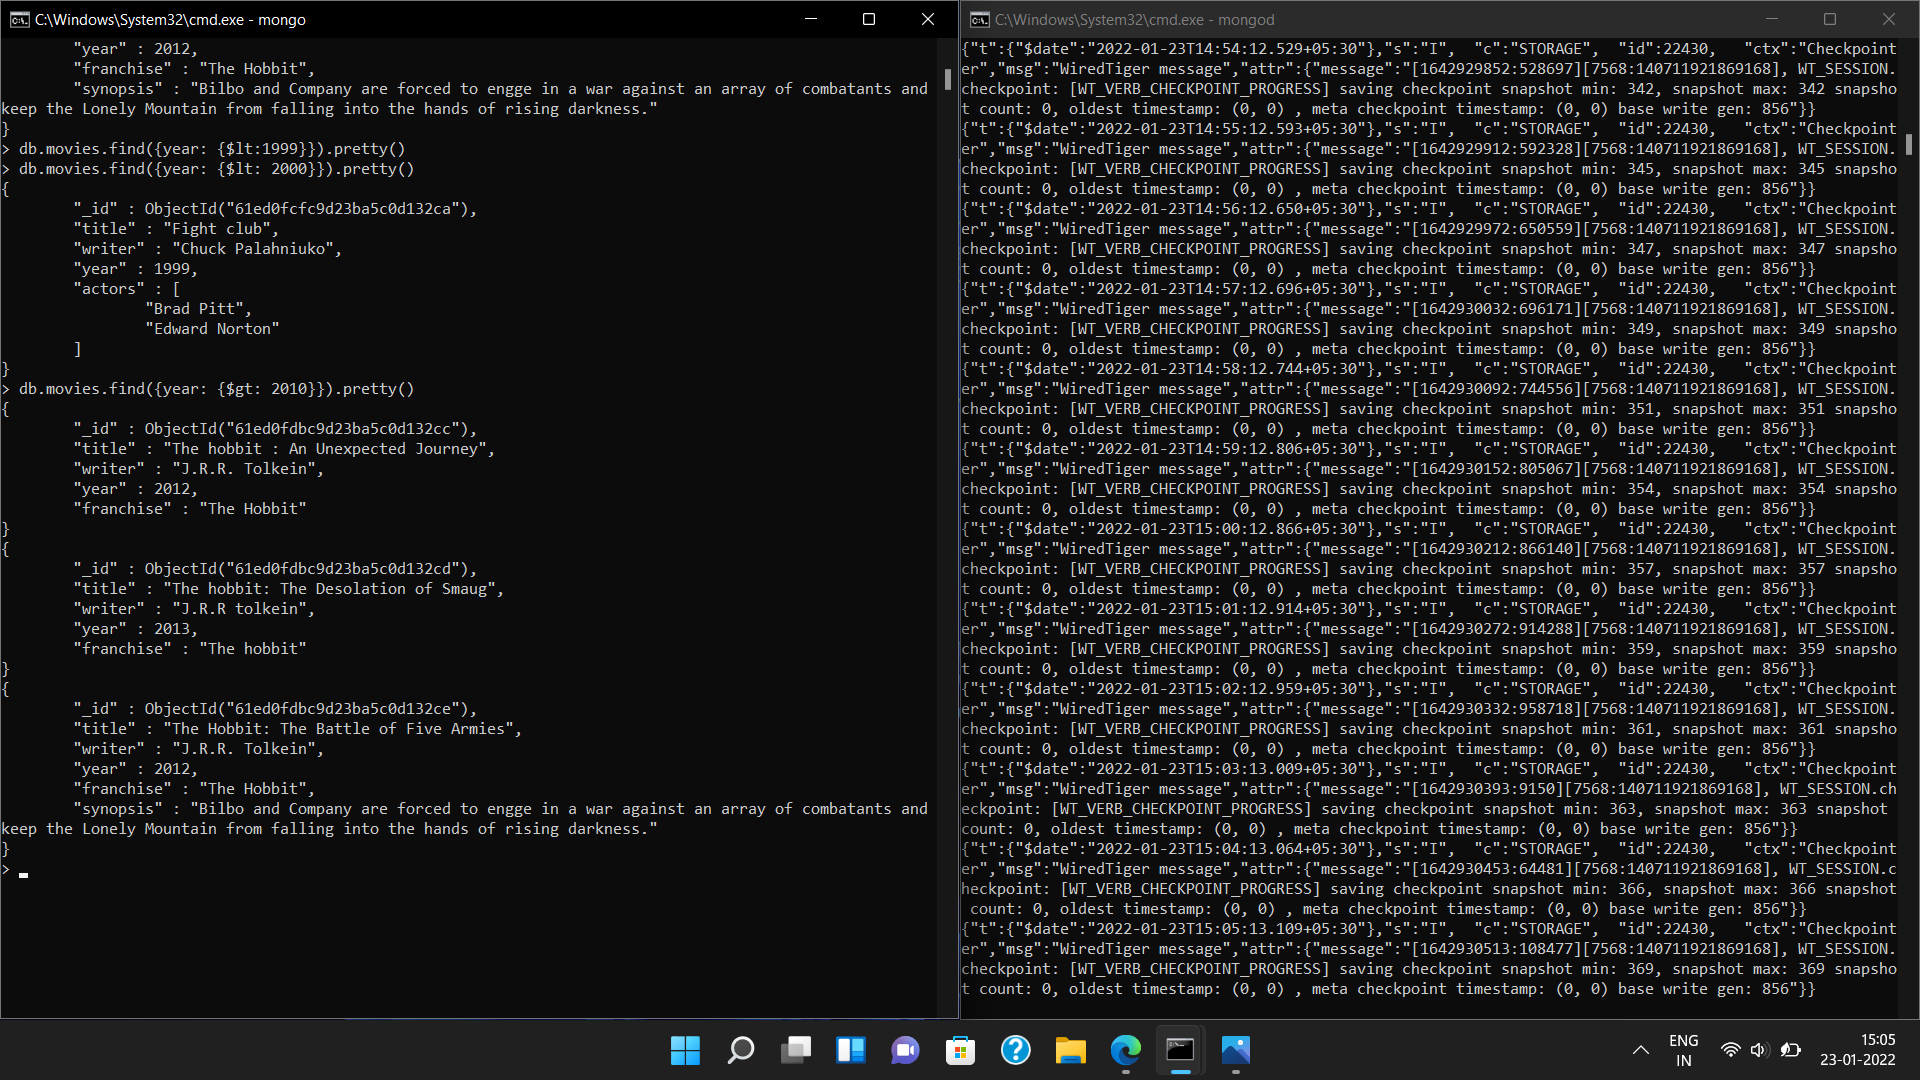 C:\Windows\System32\cmd.exe - mongo
"year" : 2012,
"franchise" : "The Hobbit",
"synopsis" : "Bilbo and Company are forced to engge in a war against an array of combatants and
keep the Lonely Mountain from falling into the hands of rising darkness."
}
> db.movies.find({year: {$lt:1999}}).pretty()
> db.movies.find({year: {$lt: 2000}}).pretty()
{
"_id" : ObjectId("61ed0fcfc9d23ba5c0d132ca"),
"title" : "Fight club",
"writer" : "Chuck Palahniuko",
"year" : 1999,
"actors" : [
"Brad Pitt",
"Edward Norton"
]
}
> db.movies.find({year: {$gt: 2010}}).pretty()
{
"_id" : ObjectId("61ed0fdbc9d23ba5c0d132cc"),
"title" : "The hobbit : An Unexpected Journey",
"writer" : "J.R.R. Tolkein",
"year" : 2012,
"franchise" : "The Hobbit"
}
{
"_id" : ObjectId("61ed0fdbc9d23ba5c0d132cd"),
"title" : "The hobbit: The Desolation of Smaug",
"writer" : "J.R.R tolkein",
"year" : 2013,
"franchise" : "The hobbit"
}
{
"_id" : ObjectId("61ed0fdbc9d23ba5c0d132ce"),
"title" : "The Hobbit: The Battle of Five Armies",
"writer" : "J.R.R. Tolkein",
"year" : 2012,
"franchise" : "The Hobbit",
"synopsis" : "Bilbo and Company are forced to engge in a war against an array of combatants and
keep the Lonely Mountain from falling into the hands of rising darkness."
}
>
C:\Windows\System32\cmd.exe - mongod
{"t":{"$date":"2022-01-23T14:54:12.529+05:30"},"s":"I",  "c":"STORAGE",  "id":22430,   "ctx":"Checkpoint
er","msg":"WiredTiger message","attr":{"message":"[1642929852:528697][7568:140711921869168], WT_SESSION.
checkpoint: [WT_VERB_CHECKPOINT_PROGRESS] saving checkpoint snapshot min: 342, snapshot max: 342 snapsho
t count: 0, oldest timestamp: (0, 0) , meta checkpoint timestamp: (0, 0) base write gen: 856"}}
{"t":{"$date":"2022-01-23T14:55:12.593+05:30"},"s":"I",  "c":"STORAGE",  "id":22430,   "ctx":"Checkpoint
er","msg":"WiredTiger message","attr":{"message":"[1642929912:592328][7568:140711921869168], WT_SESSION.
checkpoint: [WT_VERB_CHECKPOINT_PROGRESS] saving checkpoint snapshot min: 345, snapshot max: 345 snapsho
t count: 0, oldest timestamp: (0, 0) , meta checkpoint timestamp: (0, 0) base write gen: 856"}}
{"t":{"$date":"2022-01-23T14:56:12.650+05:30"},"s":"I",  "c":"STORAGE",  "id":22430,   "ctx":"Checkpoint
er","msg":"WiredTiger message","attr":{"message":"[1642929972:650559][7568:140711921869168], WT_SESSION.
checkpoint: [WT_VERB_CHECKPOINT_PROGRESS] saving checkpoint snapshot min: 347, snapshot max: 347 snapsho
t count: 0, oldest timestamp: (0, 0) , meta checkpoint timestamp: (0, 0) base write gen: 856"}}
{"t":{"$date":"2022-01-23T14:57:12.696+05:30"},"s":"I",  "c":"STORAGE",  "id":22430,   "ctx":"Checkpoint
er","msg":"WiredTiger message","attr":{"message":"[1642930032:696171][7568:140711921869168], WT_SESSION.
checkpoint: [WT_VERB_CHECKPOINT_PROGRESS] saving checkpoint snapshot min: 349, snapshot max: 349 snapsho
t count: 0, oldest timestamp: (0, 0) , meta checkpoint timestamp: (0, 0) base write gen: 856"}}
{"t":{"$date":"2022-01-23T14:58:12.744+05:30"},"s":"I",  "c":"STORAGE",  "id":22430,   "ctx":"Checkpoint
er","msg":"WiredTiger message","attr":{"message":"[1642930092:744556][7568:140711921869168], WT_SESSION.
checkpoint: [WT_VERB_CHECKPOINT_PROGRESS] saving checkpoint snapshot min: 351, snapshot max: 351 snapsho
t count: 0, oldest timestamp: (0, 0) , meta checkpoint timestamp: (0, 0) base write gen: 856"}}
{"t":{"$date":"2022-01-23T14:59:12.806+05:30"},"s":"I",  "c":"STORAGE",  "id":22430,   "ctx":"Checkpoint
er","msg":"WiredTiger message","attr":{"message":"[1642930152:805067][7568:140711921869168], WT_SESSION.
checkpoint: [WT_VERB_CHECKPOINT_PROGRESS] saving checkpoint snapshot min: 354, snapshot max: 354 snapsho
t count: 0, oldest timestamp: (0, 0) , meta checkpoint timestamp: (0, 0) base write gen: 856"}}
{"t":{"$date":"2022-01-23T15:00:12.866+05:30"},"s":"I",  "c":"STORAGE",  "id":22430,   "ctx":"Checkpoint
er","msg":"WiredTiger message","attr":{"message":"[1642930212:866140][7568:140711921869168], WT_SESSION.
checkpoint: [WT_VERB_CHECKPOINT_PROGRESS] saving checkpoint snapshot min: 357, snapshot max: 357 snapsho
t count: 0, oldest timestamp: (0, 0) , meta checkpoint timestamp: (0, 0) base write gen: 856"}}
{"t":{"$date":"2022-01-23T15:01:12.914+05:30"},"s":"I",  "c":"STORAGE",  "id":22430,   "ctx":"Checkpoint
er","msg":"WiredTiger message","attr":{"message":"[1642930272:914288][7568:140711921869168], WT_SESSION.
checkpoint: [WT_VERB_CHECKPOINT_PROGRESS] saving checkpoint snapshot min: 359, snapshot max: 359 snapsho
t count: 0, oldest timestamp: (0, 0) , meta checkpoint timestamp: (0, 0) base write gen: 856"}}
{"t":{"$date":"2022-01-23T15:02:12.959+05:30"},"s":"I",  "c":"STORAGE",  "id":22430,   "ctx":"Checkpoint
er","msg":"WiredTiger message","attr":{"message":"[1642930332:958718][7568:140711921869168], WT_SESSION.
checkpoint: [WT_VERB_CHECKPOINT_PROGRESS] saving checkpoint snapshot min: 361, snapshot max: 361 snapsho
t count: 0, oldest timestamp: (0, 0) , meta checkpoint timestamp: (0, 0) base write gen: 856"}}
{"t":{"$date":"2022-01-23T15:03:13.009+05:30"},"s":"I",  "c":"STORAGE",  "id":22430,   "ctx":"Checkpoint
er","msg":"WiredTiger message","attr":{"message":"[1642930393:9150][7568:140711921869168], WT_SESSION.ch
eckpoint: [WT_VERB_CHECKPOINT_PROGRESS] saving checkpoint snapshot min: 363, snapshot max: 363 snapshot
count: 0, oldest timestamp: (0, 0) , meta checkpoint timestamp: (0, 0) base write gen: 856"}}
{"t":{"$date":"2022-01-23T15:04:13.064+05:30"},"s":"I",  "c":"STORAGE",  "id":22430,   "ctx":"Checkpoint
er","msg":"WiredTiger message","attr":{"message":"[1642930453:64481][7568:140711921869168], WT_SESSION.c
heckpoint: [WT_VERB_CHECKPOINT_PROGRESS] saving checkpoint snapshot min: 366, snapshot max: 366 snapshot
count: 0, oldest timestamp: (0, 0) , meta checkpoint timestamp: (0, 0) base write gen: 856"}}
{"t":{"$date":"2022-01-23T15:05:13.109+05:30"},"s":"I",  "c":"STORAGE",  "id":22430,   "ctx":"Checkpoint
er","msg":"WiredTiger message","attr":{"message":"[1642930513:108477][7568:140711921869168], WT_SESSION.
checkpoint: [WT_VERB_CHECKPOINT_PROGRESS] saving checkpoint snapshot min: 369, snapshot max: 369 snapsho
t count: 0, oldest timestamp: (0, 0) , meta checkpoint timestamp: (0, 0) base write gen: 856"}}
ENG
IN
15:05
23-01-2022